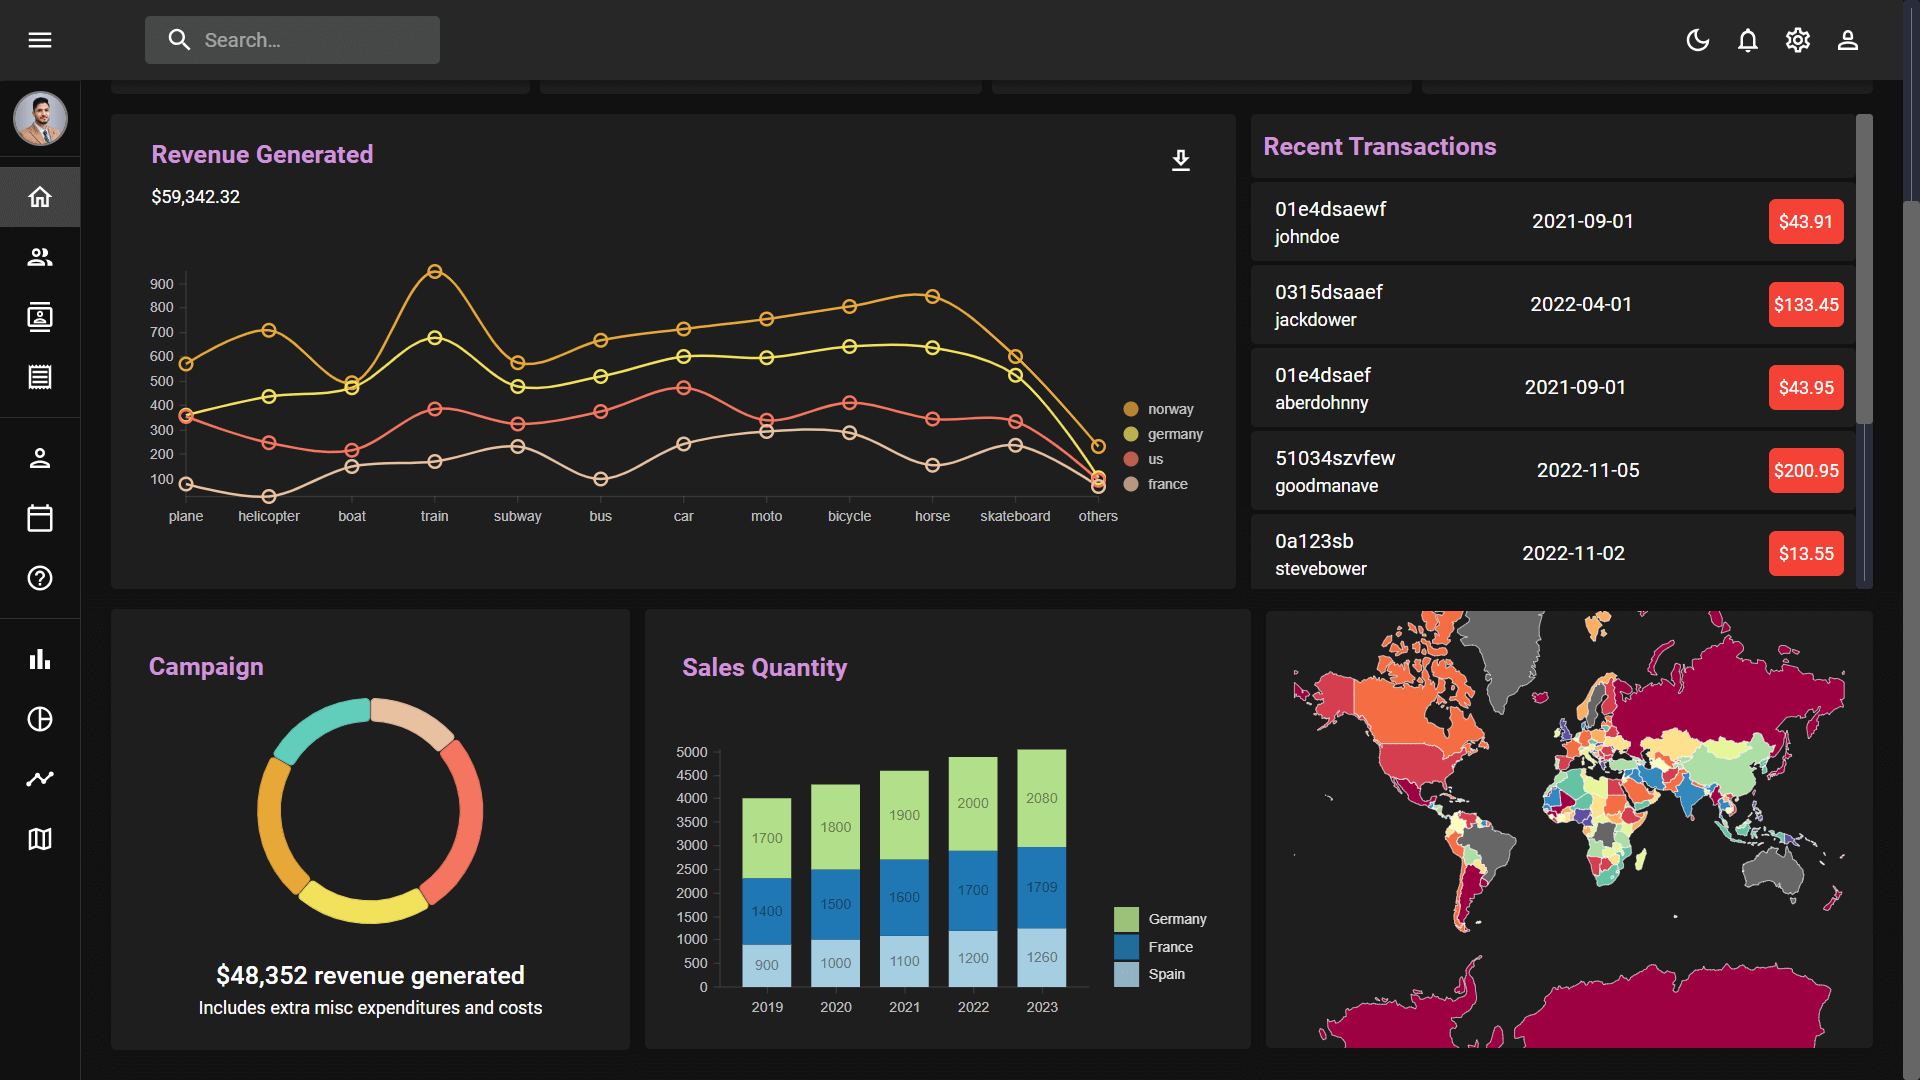 Search…
Revenue Generated
$59,342.32
900
800
700
600
500
400
300
200
100
plane helicopter boat train subway bus car moto bicycle horse skateboard others
norway
germany
us
france
Recent Transactions
01e4dsaewf
johndoe
2021-09-01
$43.91
0315dsaaef
jackdower
2022-04-01
$133.45
01e4dsaef
aberdohnny
2021-09-01
$43.95
51034szvfew
goodmanave
2022-11-05
$200.95
0a123sb
stevebower
2022-11-02
$13.55
Campaign
$48,352 revenue generated
Includes extra misc expenditures and costs
Sales Quantity
5000
4500
4000
3500
3000
2500
2000
1500
1000
500
0
1700 1800 1900 2000 2080
1400 1500 1600 1700 1709
900 1000 1100 1200 1260
2019 2020 2021 2022 2023
Germany
France
Spain